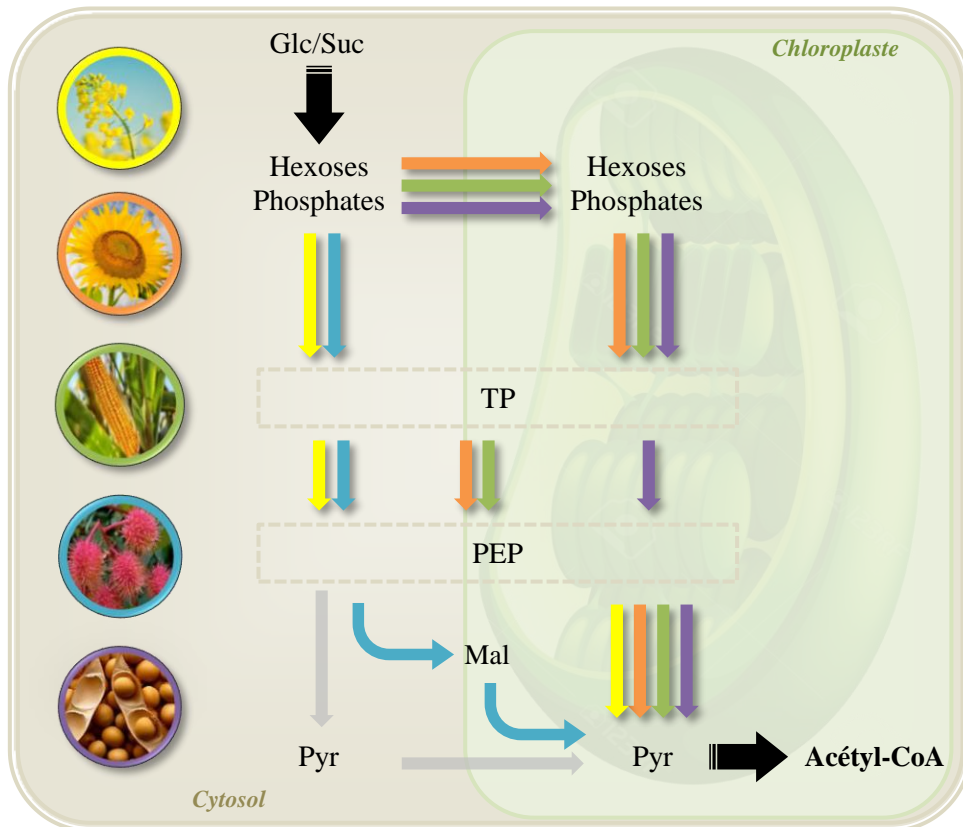 Glc/Suc
Chloroplaste
Hexoses
Phosphates
Hexoses
Phosphates
TP
PEP
Mal
Pyr
Pyr
Acétyl-CoA
Cytosol